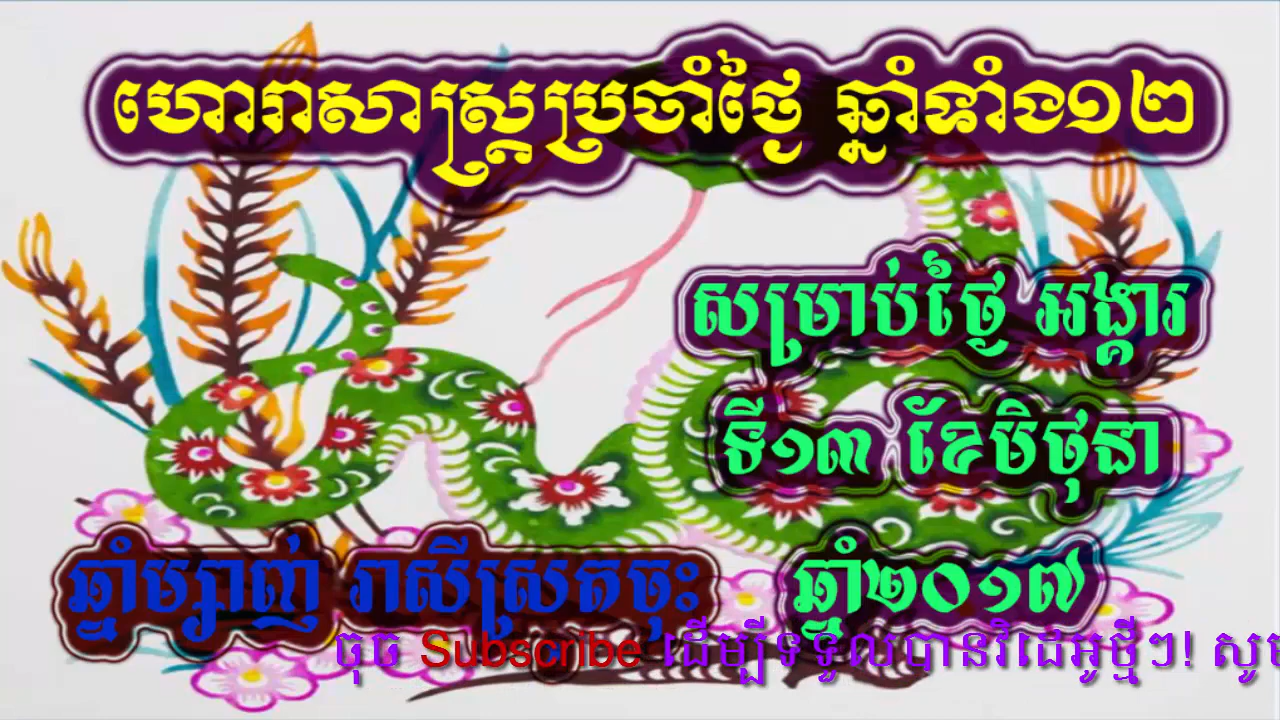 ហោរាសាស្ត្រប្រចាំថ្ងៃ ឆ្នាំទាំង១២
សម្រាប់ថ្ងៃ អង្គារ
ទី១៣ ខែមិថុនា
ឆ្នាំម្សាញ់ រាសីស្រុតចុះ
ឆ្នាំ២០១៧
ចុច Subscribe ដើម្បីទទួលបានវិដេអូថ្មីៗ! សូម